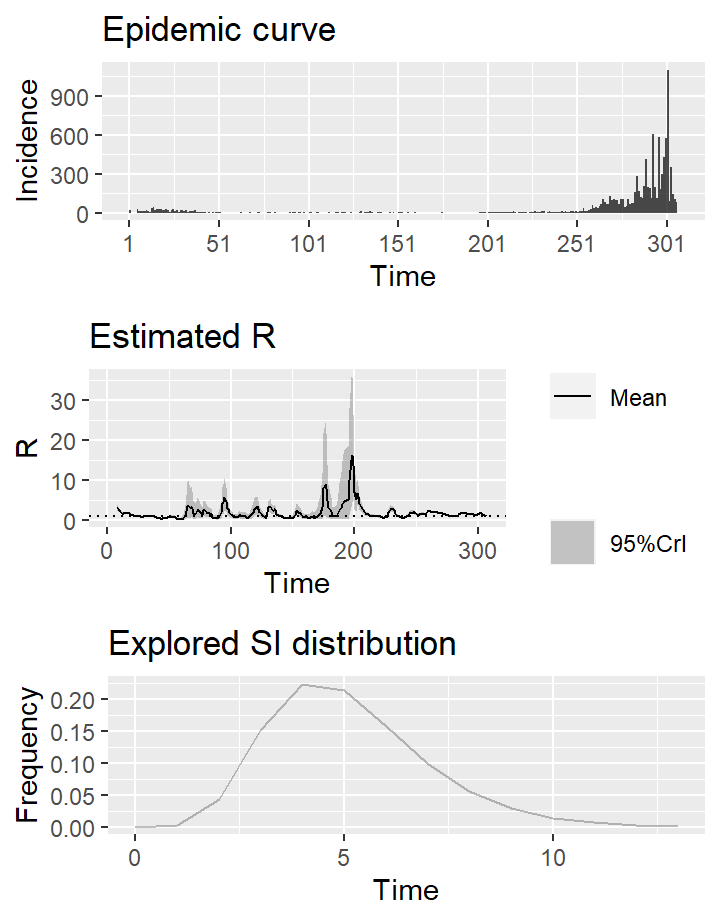 Epidemic curve
Incidence
900
600
300
0
1 51 101 151 201 251 301
Time
Estimated R
R
30
20
10
0
0 100 200 300
Time
Mean
95%CrI
Explored SI distribution
Frequency
0.20
0.15
0.10
0.05
0.00
0 5 10
Time